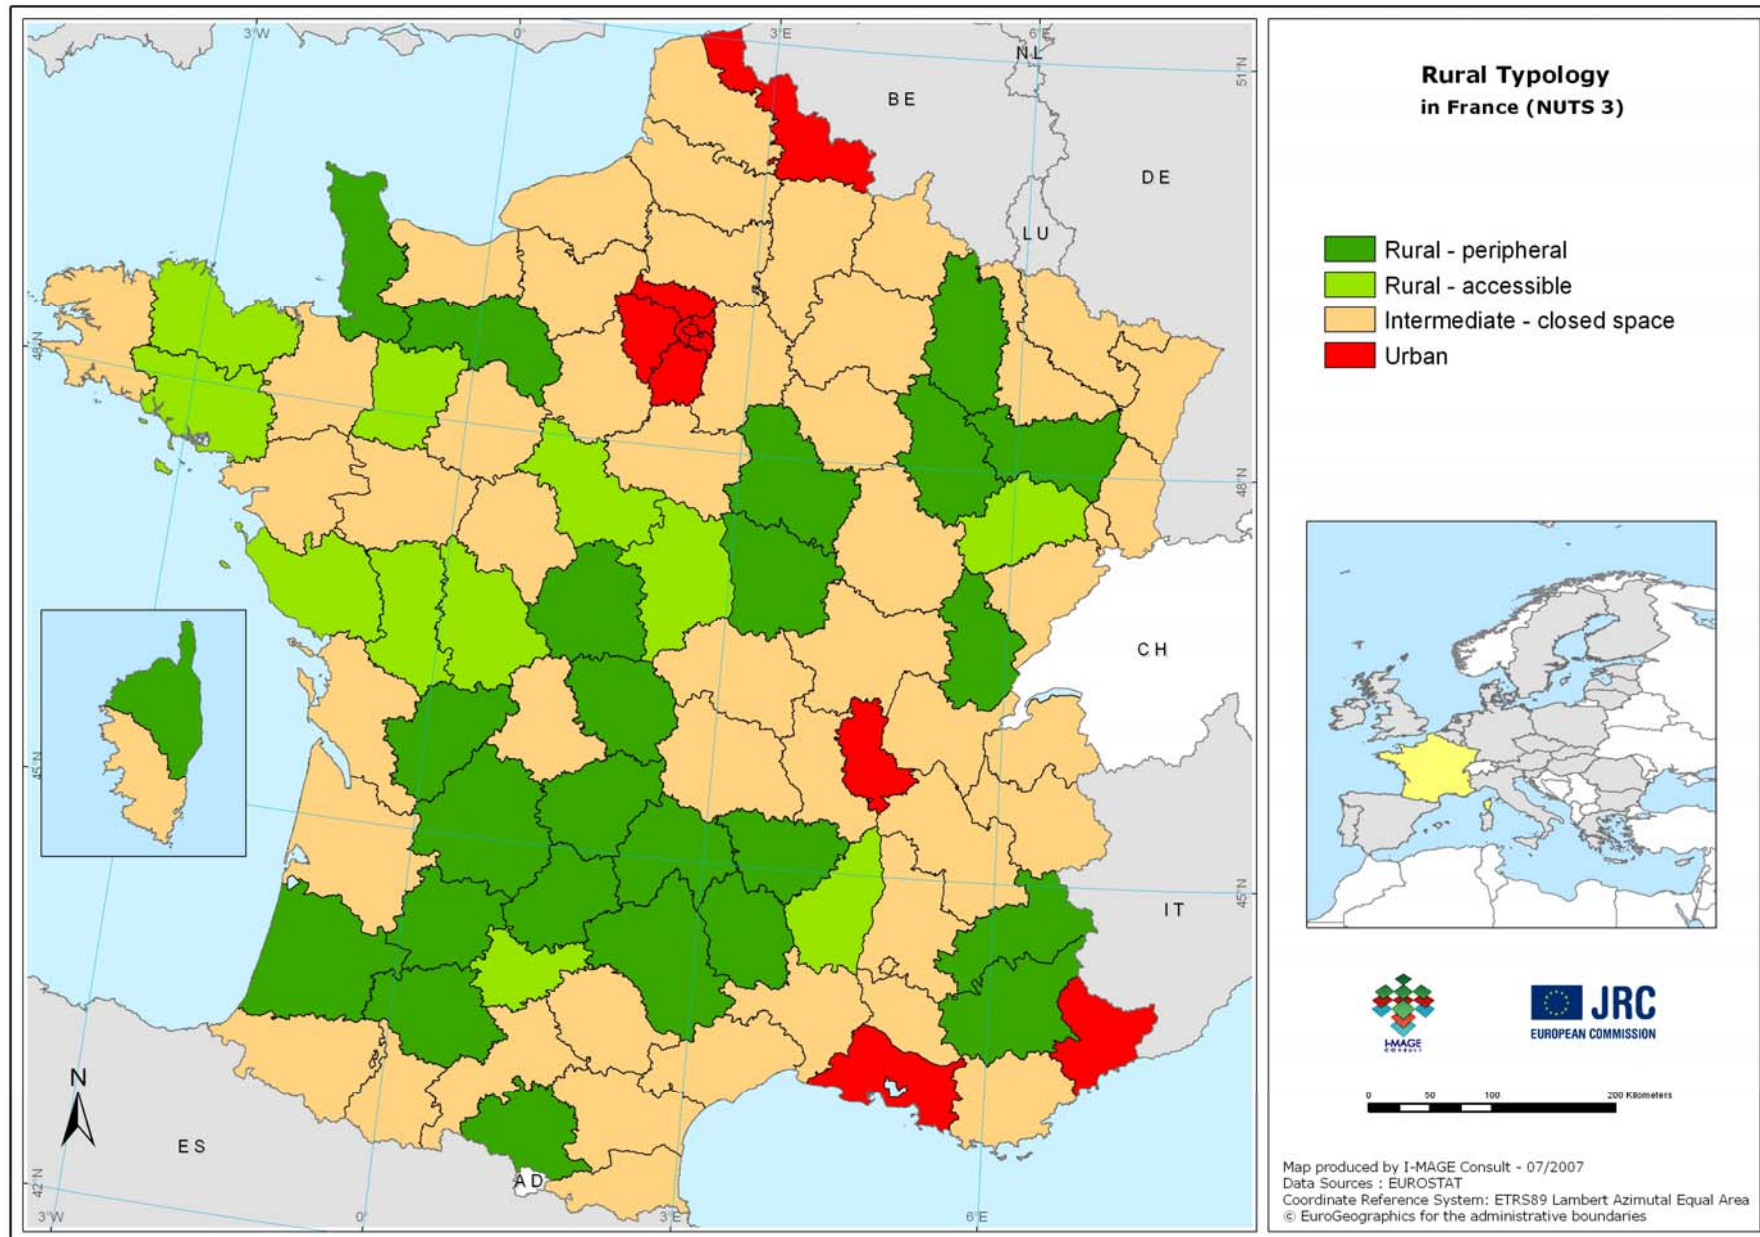 3°W
0°
3°E
6°E
51°N
NL
BE
DE
LU
48°N
48°N
CH
45°N
45°N
IT
N
ES
AD
42°N
3°W
0°
3°E
6°E
Rural Typology
in France (NUTS 3)
Rural - peripheral
Rural - accessible
Intermediate - closed space
Urban
I-MAGE
CONSULT
JRC
EUROPEAN COMMISSION
0 50 100 200 Kilometers
Map produced by I-MAGE Consult - 07/2007
Data Sources : EUROSTAT
Coordinate Reference System: ETRS89 Lambert Azimutal Equal Area
© EuroGeographics for the administrative boundaries